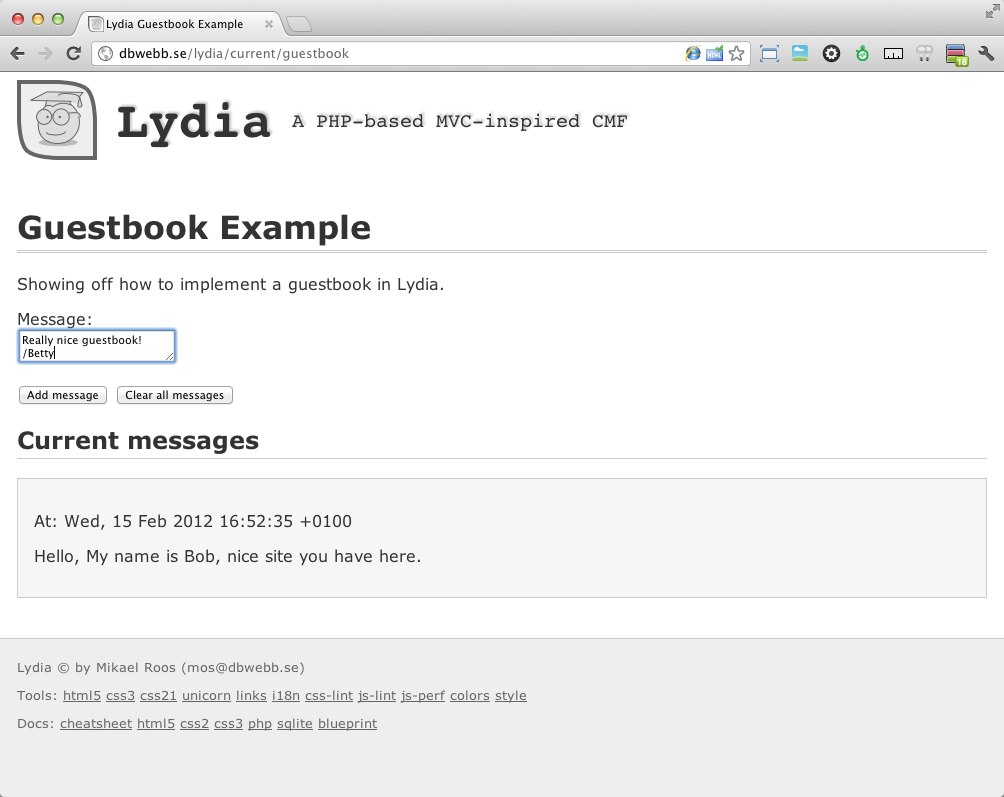 Lydia Guestbook Example
dbwebb.se/lydia/current/guestbook
18
Lydia A PHP-based MVC-inspired CMF
Guestbook Example
Showing off how to implement a guestbook in Lydia.
Message:
Really nice guestbook!
/Betty
Add message Clear all messages
Current messages
At: Wed, 15 Feb 2012 16:52:35 +0100
Hello, My name is Bob, nice site you have here.
Lydia © by Mikael Roos (mos@dbwebb.se)
Tools: html5 css3 css21 unicorn links i18n css-lint js-lint js-perf colors style
Docs: cheatsheet html5 css2 css3 php sqlite blueprint